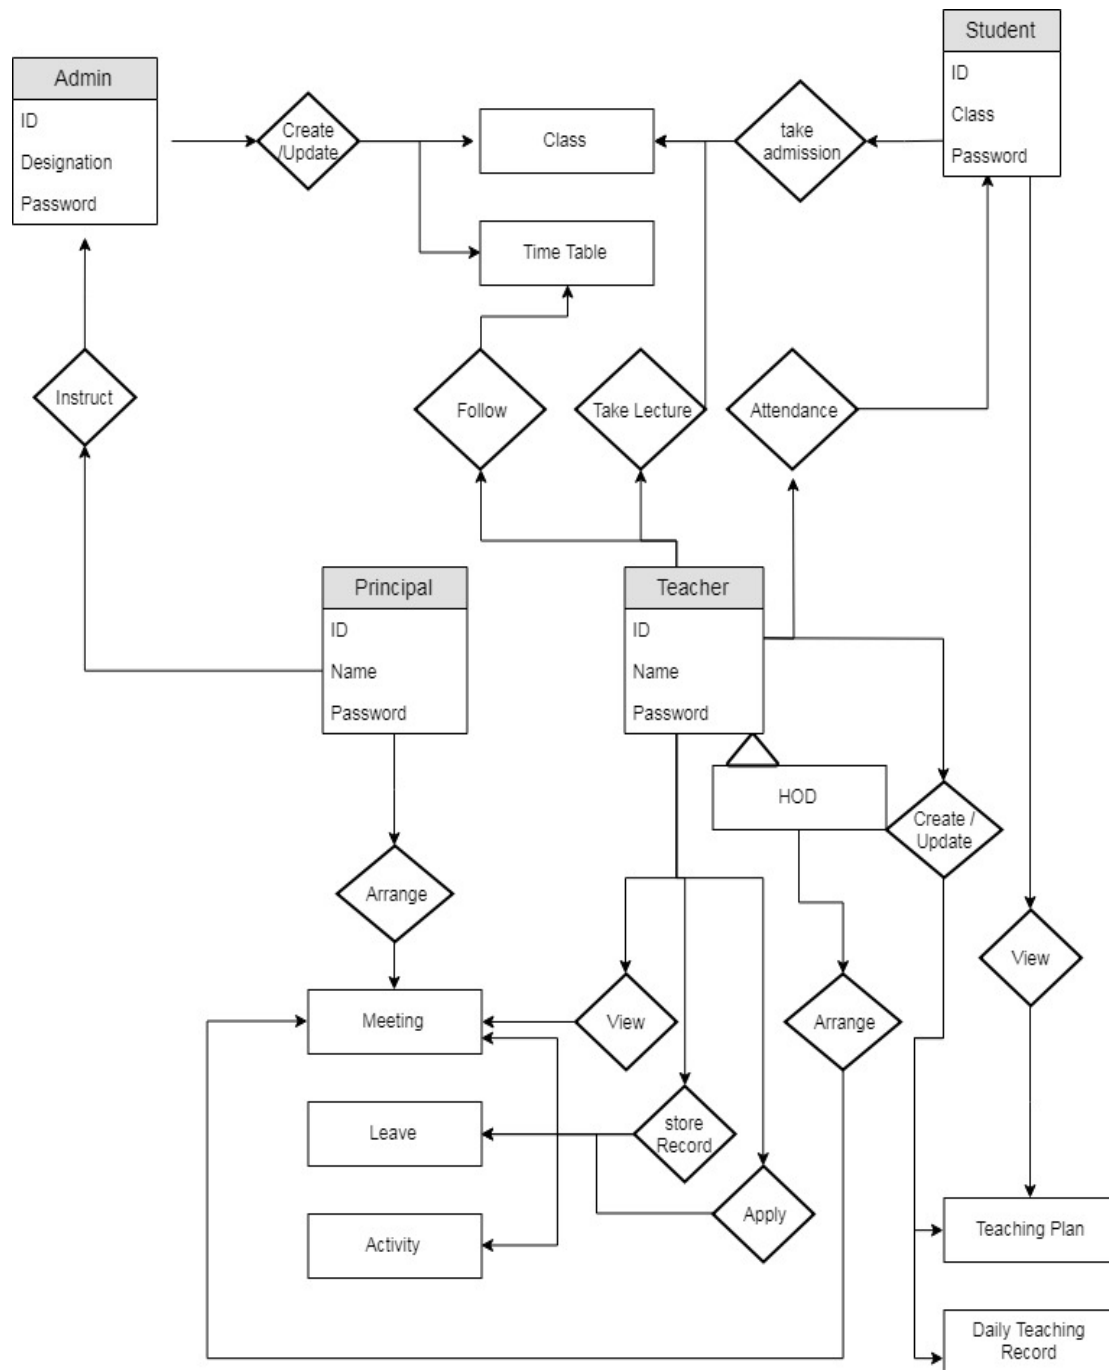 Student
ID
Class
Password
Admin
ID
Designation
Password
Create
/Update
Class
take
admission
Time Table
Instruct
Follow
Take Lecture
Attendance
Principal
ID
Name
Password
Teacher
ID
Name
Password
HOD
Create /
Update
Arrange
View
Meeting
View
Arrange
Leave
store
Record
Apply
Activity
Teaching Plan
Daily Teaching
Record